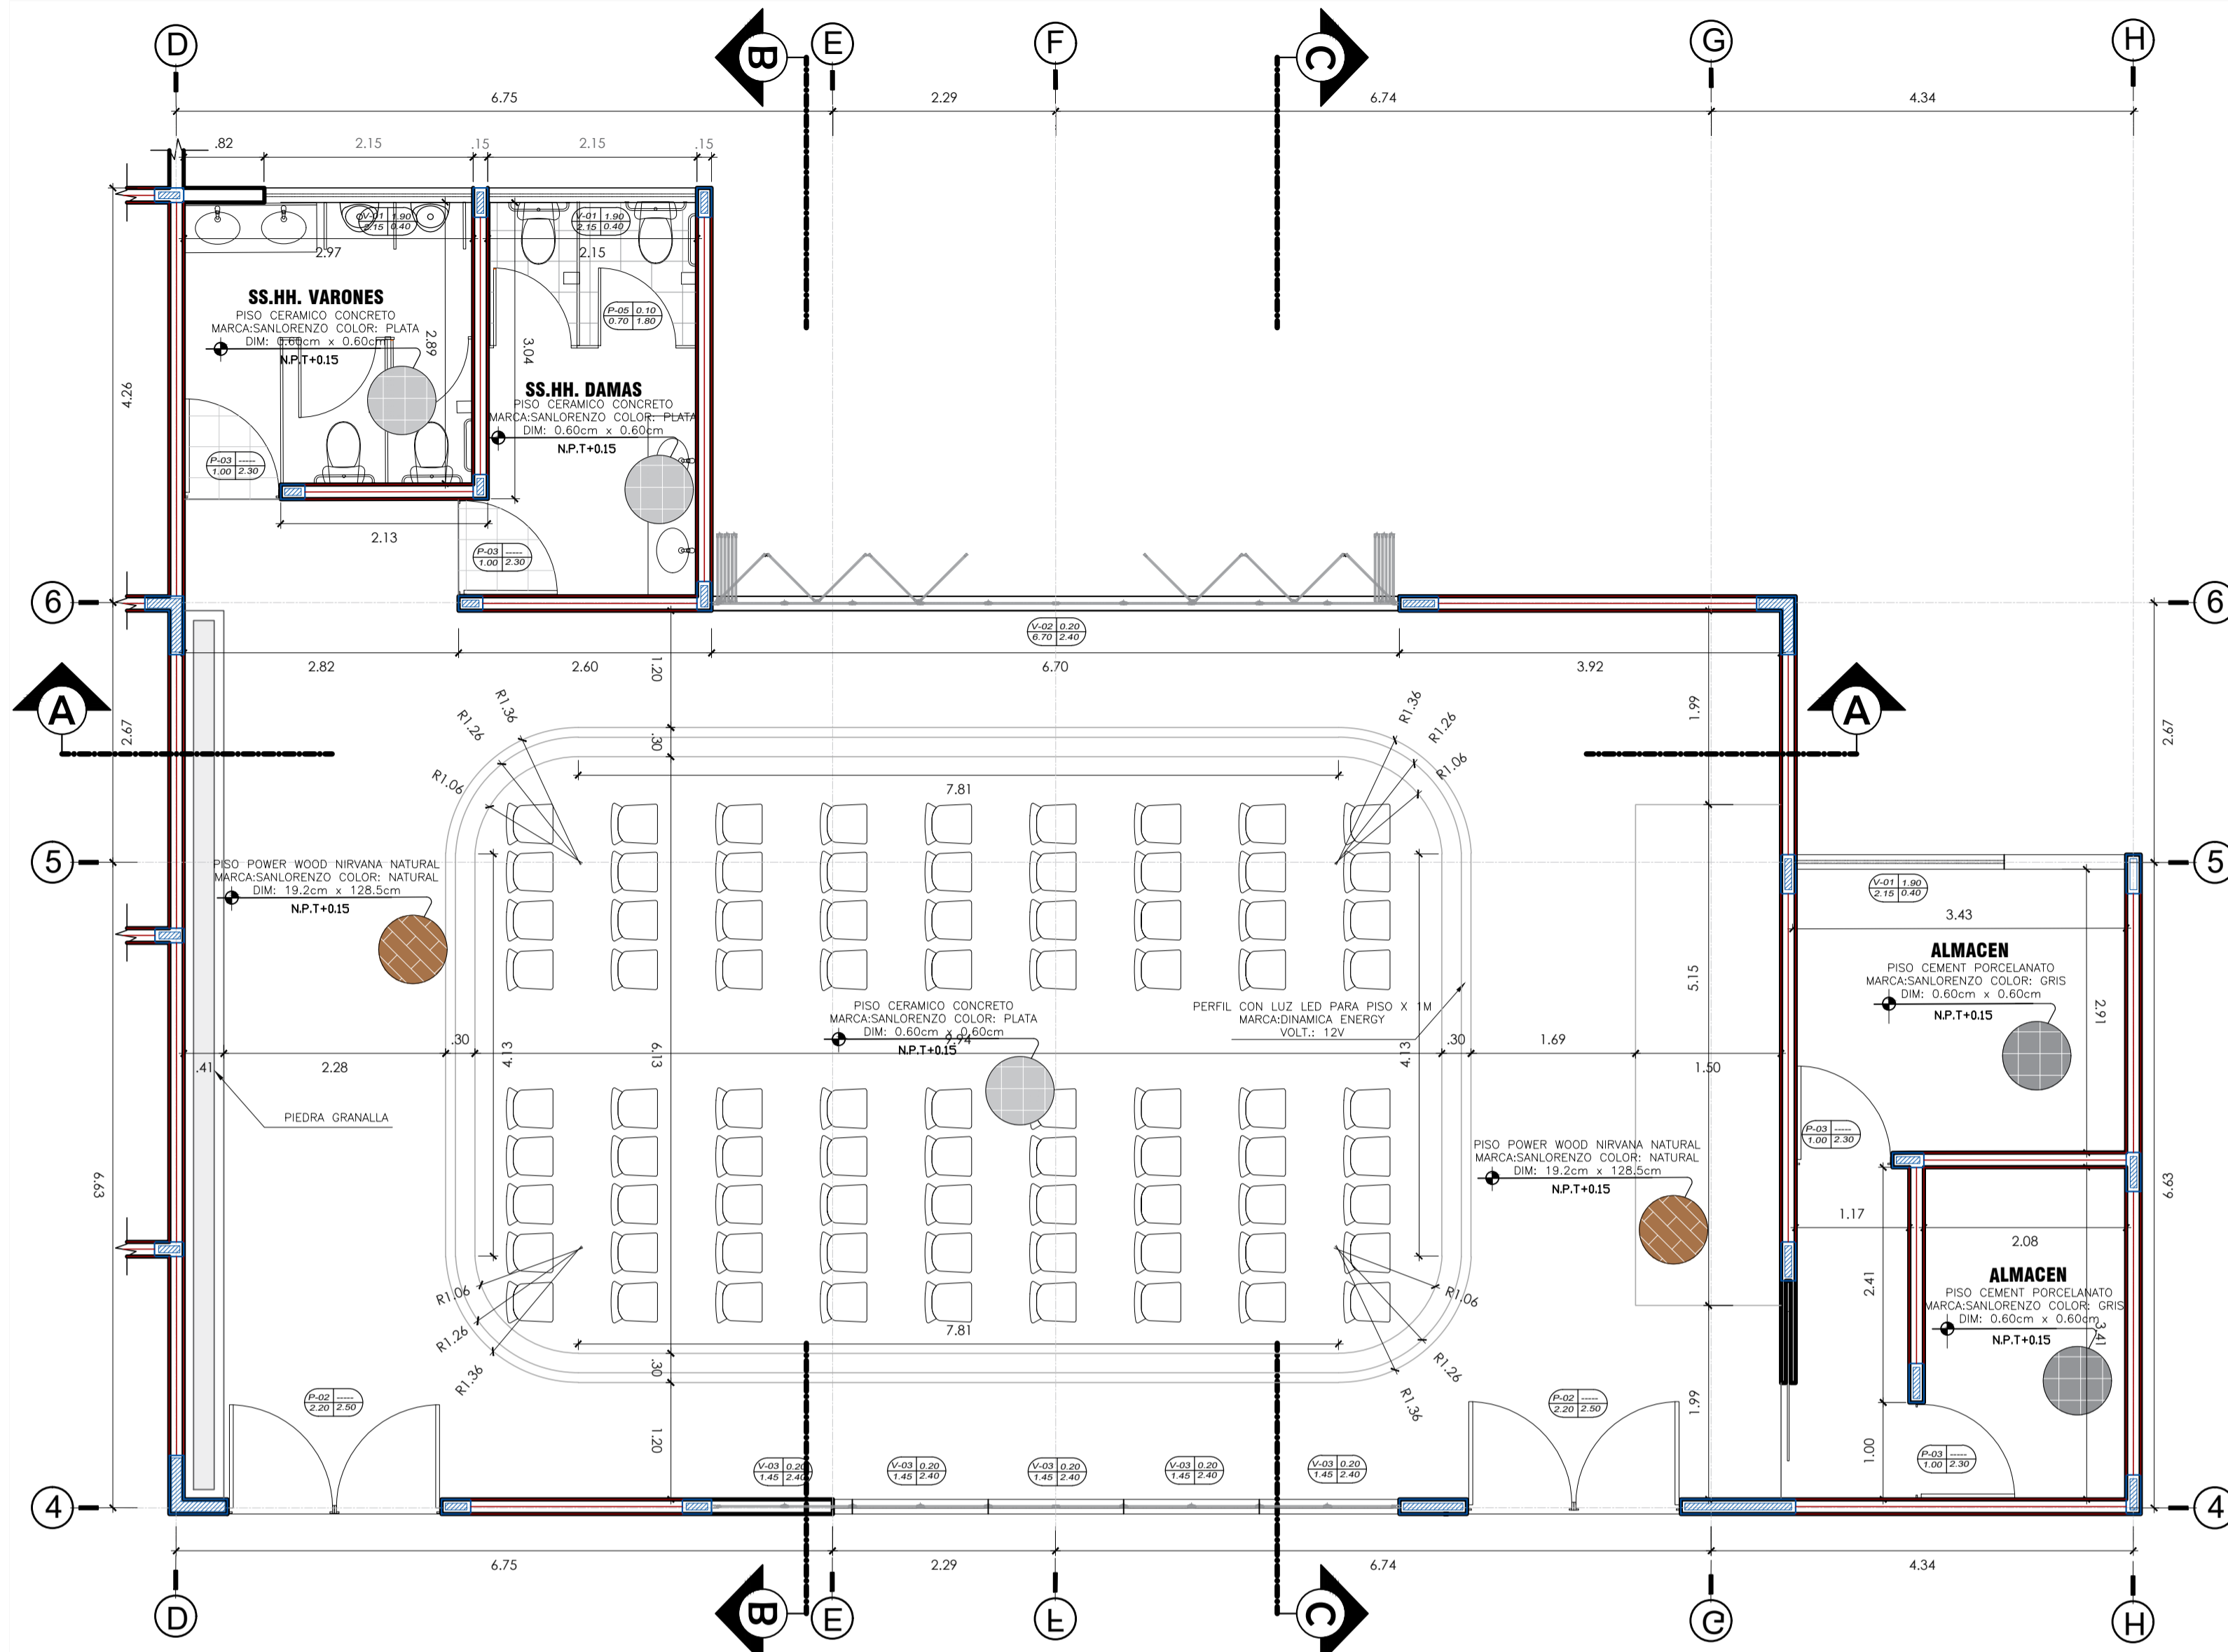 D
B
E
F
C
G
H
6.75
2.29
6.74
4.34
.82
2.15
.15
2.15
.15
V-01 1.90
2.15 0.40
V-01 1.90
2.15 0.40
2.97
2.15
SS.HH. VARONES
PISO CERAMICO CONCRETO
MARCA:SANLORENZO COLOR: PLATA
DIM: 0.60cm x 0.60cm
N.P.T+0.15
2.89
P-05 0.10
0.70 1.80
3.04
SS.HH. DAMAS
PISO CERAMICO CONCRETO
MARCA:SANLORENZO COLOR: PLATA
DIM: 0.60cm x 0.60cm
N.P.T+0.15
4.26
P-03 -----
1.00 2.30
2.13
P-03 -----
1.00 2.30
6
6
V-02 0.20
6.70 2.40
2.82
2.60
1.20
6.70
3.92
A
2.67
1.99
A
2.67
R1.36
R1.26
R1.06
.30
R1.36
R1.26
R1.06
7.81
5
5
PISO POWER WOOD NIRVANA NATURAL
MARCA:SANLORENZO COLOR: NATURAL
DIM: 19.2cm x 128.5cm
N.P.T+0.15
V-01 1.90
2.15 0.40
3.43
ALMACEN
PISO CEMENT PORCELANATO
MARCA:SANLORENZO COLOR: GRIS
DIM: 0.60cm x 0.60cm
N.P.T+0.15
2.91
5.15
PISO CERAMICO CONCRETO
MARCA:SANLORENZO COLOR: PLATA
DIM: 0.60cm x 0.60cm
9.94
N.P.T+0.15
PERFIL CON LUZ LED PARA PISO X 1M
MARCA:DINAMICA ENERGY
VOLT.: 12V
.41
2.28
.30
4.13
6.13
4.13
.30
1.69
1.50
PIEDRA GRANALLA
P-03 -----
1.00 2.30
PISO POWER WOOD NIRVANA NATURAL
MARCA:SANLORENZO COLOR: NATURAL
DIM: 19.2cm x 128.5cm
N.P.T+0.15
6.63
6.63
1.17
2.08
2.41
ALMACEN
PISO CEMENT PORCELANATO
MARCA:SANLORENZO COLOR: GRIS
DIM: 0.60cm x 0.60cm
N.P.T+0.15
3.41
R1.06
R1.26
R1.36
7.81
.30
R1.06
R1.26
R1.36
P-02 -----
2.20 2.50
P-02 -----
2.20 2.50
1.99
1.20
1.00
V-03 0.20
1.45 2.40
V-03 0.20
1.45 2.40
V-03 0.20
1.45 2.40
V-03 0.20
1.45 2.40
V-03 0.20
1.45 2.40
P-03 -----
1.00 2.30
4
4
6.75
2.29
6.74
4.34
D
B
E
F
C
G
H